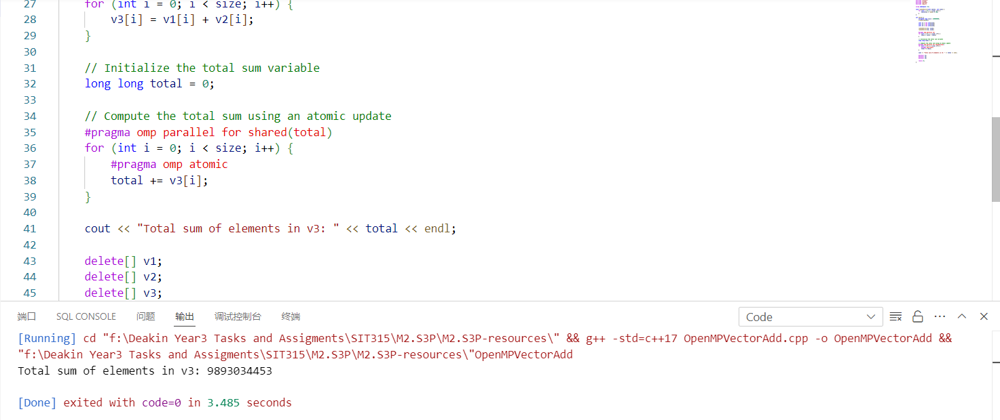 27 for (int i = 0; i < size; i++) {
28 v3[i] = v1[i] + v2[i];
29 }
30
31 // Initialize the total sum variable
32 long long total = 0;
33
34 // Compute the total sum using an atomic update
35 #pragma omp parallel for shared(total)
36 for (int i = 0; i < size; i++) {
37 #pragma omp atomic
38 total += v3[i];
39 }
40
41 cout << "Total sum of elements in v3: " << total << endl;
42
43 delete[] v1;
44 delete[] v2;
45 delete[] v3;
端口 SQL CONSOLE 问题 输出 调试控制台 终端 Code
[Running] cd "f:\Deakin Year3 Tasks and Assigments\SIT315\M2.S3P\M2.S3P-resources\" && g++ -std=c++17 OpenMPVectorAdd.cpp -o OpenMPVectorAdd &&
"f:\Deakin Year3 Tasks and Assigments\SIT315\M2.S3P\M2.S3P-resources\"OpenMPVectorAdd
Total sum of elements in v3: 9893034453
[Done] exited with code=0 in 3.485 seconds